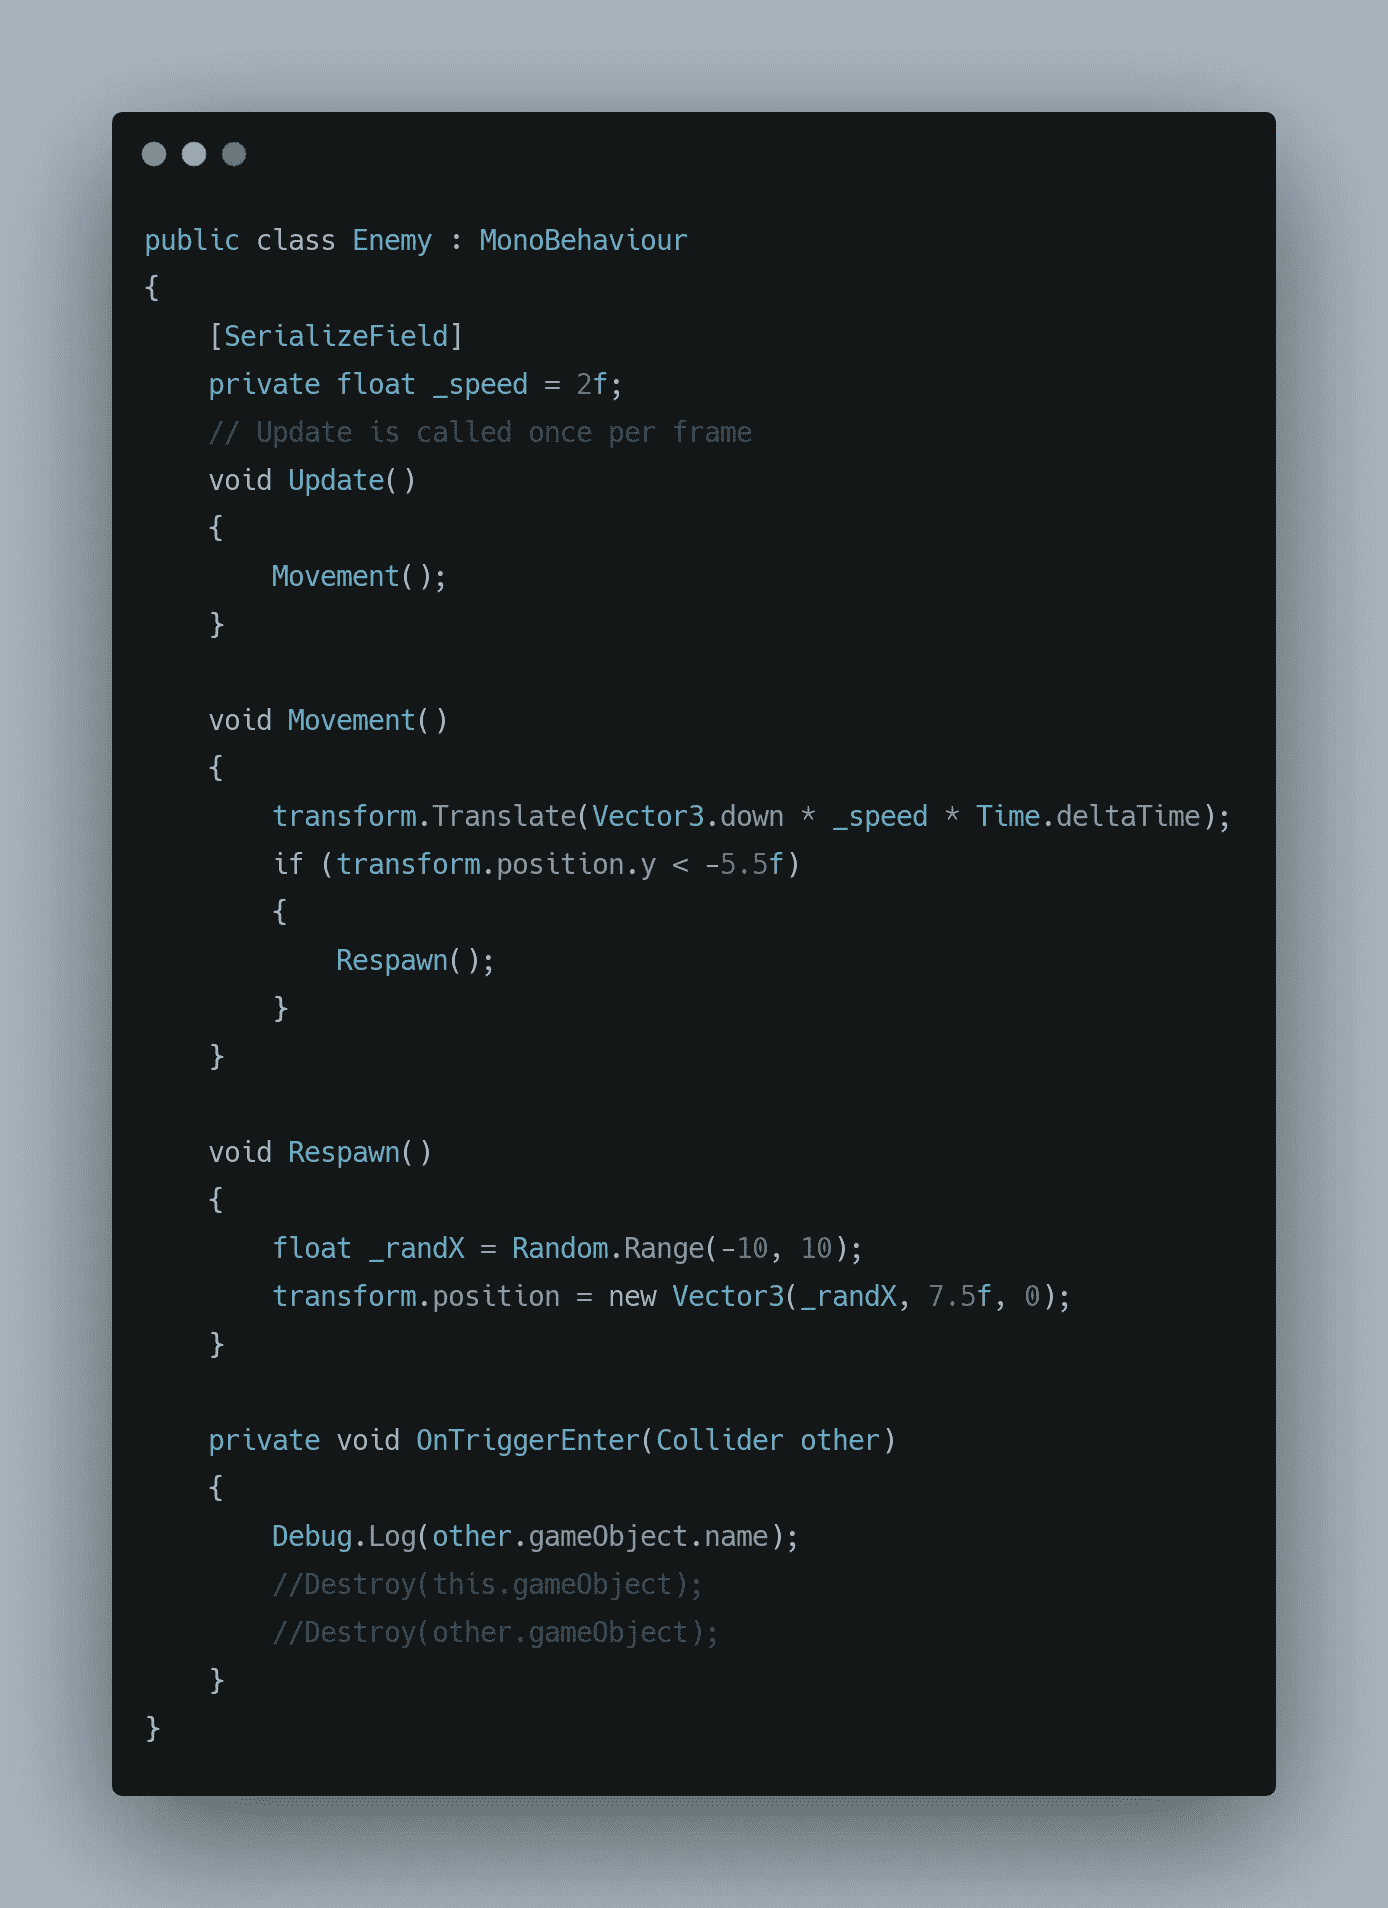 public class Enemy : MonoBehaviour
{
    [SerializeField]
    private float _speed = 2f;
    // Update is called once per frame
    void Update()
    {
        Movement();
    }

    void Movement()
    {
        transform.Translate(Vector3.down * _speed * Time.deltaTime);
        if (transform.position.y < -5.5f)
        {
            Respawn();
        }
    }

    void Respawn()
    {
        float _randX = Random.Range(-10, 10);
        transform.position = new Vector3(_randX, 7.5f, 0);
    }

    private void OnTriggerEnter(Collider other)
    {
        Debug.Log(other.gameObject.name);
        //Destroy(this.gameObject);
        //Destroy(other.gameObject);
    }
}